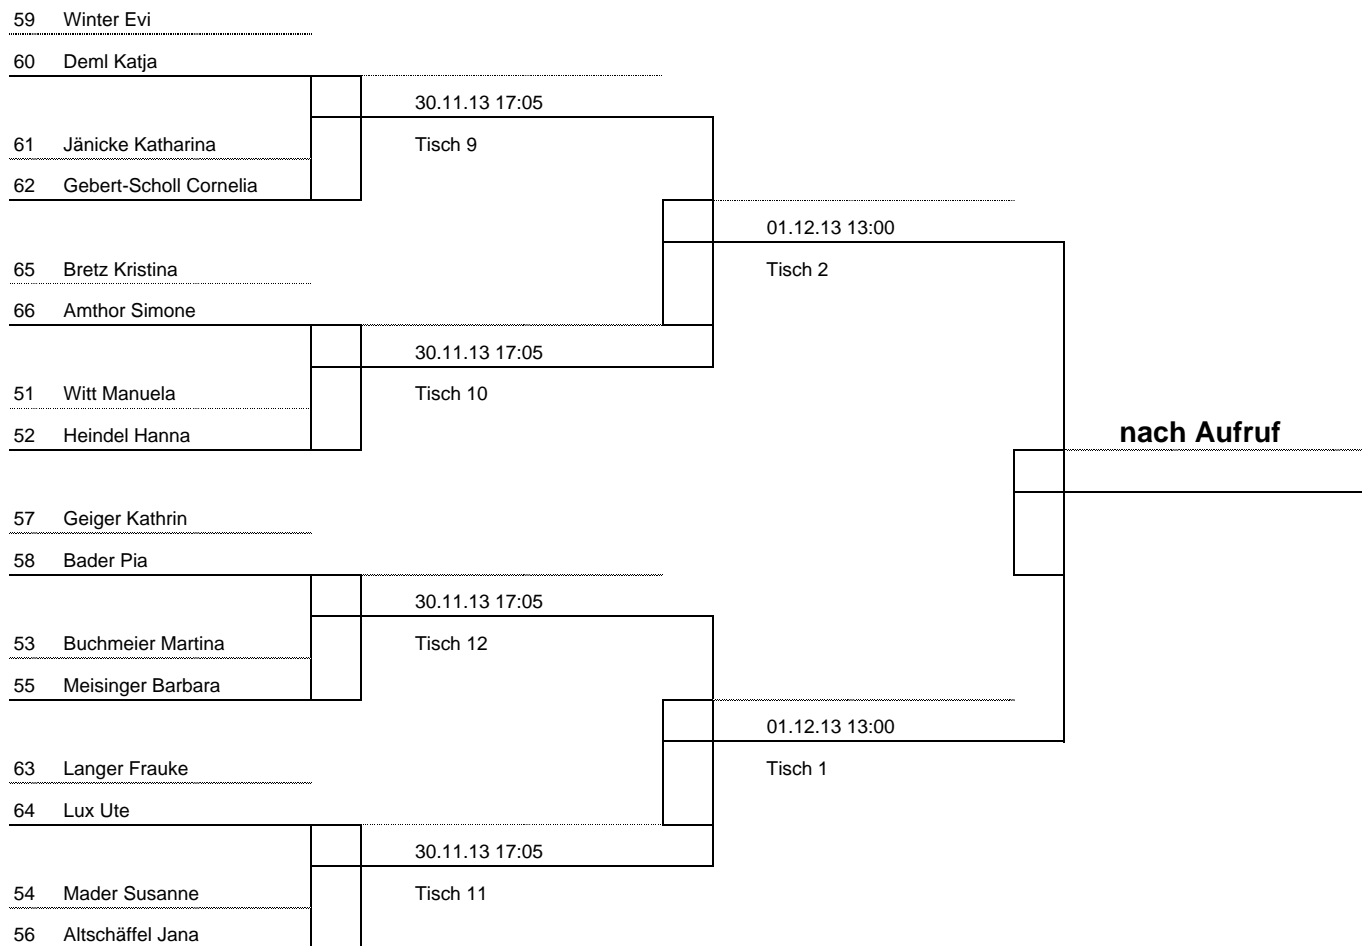 59 Winter Evi
60 Deml Katja
30.11.13 17:05
61 Jänicke Katharina Tisch 9
62 Gebert-Scholl Cornelia
01.12.13 13:00
65 Bretz Kristina Tisch 2
66 Amthor Simone
30.11.13 17:05
51 Witt Manuela Tisch 10
52 Heindel Hanna nach Aufruf
57 Geiger Kathrin
58 Bader Pia
30.11.13 17:05
53 Buchmeier Martina Tisch 12
55 Meisinger Barbara
01.12.13 13:00
63 Langer Frauke Tisch 1
64 Lux Ute
30.11.13 17:05
54 Mader Susanne Tisch 11
56 Altschäffel Jana